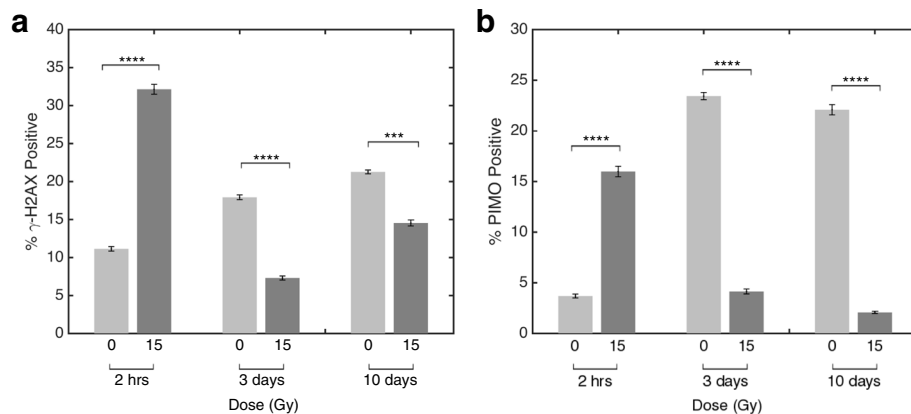 a
40
35
30
25
20
15
10
5
0
% γ-H2AX Positive
****
****
***
0 15 0 15 0 15
2 hrs 3 days 10 days
Dose (Gy)
b
30
25
20
15
10
5
0
% PIMO Positive
****
****
****
0 15 0 15 0 15
2 hrs 3 days 10 days
Dose (Gy)